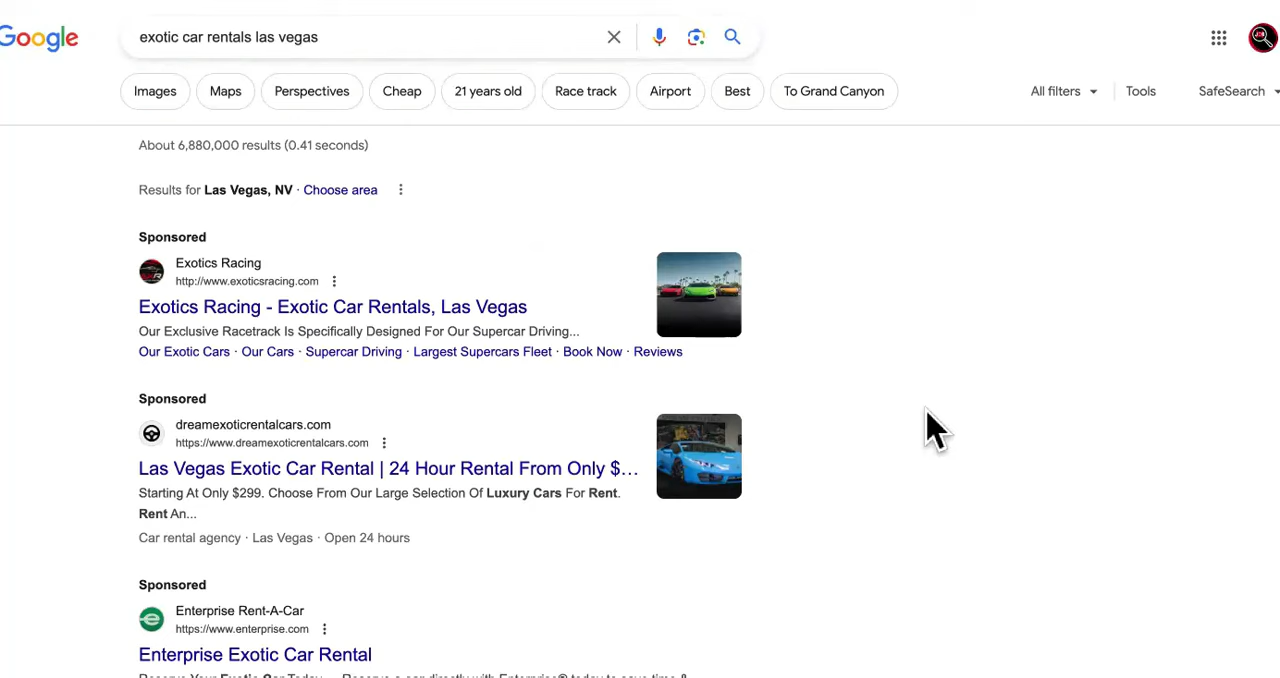 Google
exotic car rentals las vegas
Images Maps Perspectives Cheap 21 years old Race track Airport Best To Grand Canyon All filters Tools SafeSearch
About 6,880,000 results (0.41 seconds)
Results for Las Vegas, NV · Choose area
Sponsored
Exotics Racing
http://www.exoticsracing.com
Exotics Racing - Exotic Car Rentals, Las Vegas
Our Exclusive Racetrack Is Specifically Designed For Our Supercar Driving...
Our Exotic Cars · Our Cars · Supercar Driving · Largest Supercars Fleet · Book Now · Reviews
Sponsored
dreamexoticrentalcars.com
https://www.dreamexoticrentalcars.com
Las Vegas Exotic Car Rental | 24 Hour Rental From Only $...
Starting At Only $299. Choose From Our Large Selection Of Luxury Cars For Rent.
Rent An...
Car rental agency · Las Vegas · Open 24 hours
Sponsored
Enterprise Rent-A-Car
https://www.enterprise.com
Enterprise Exotic Car Rental